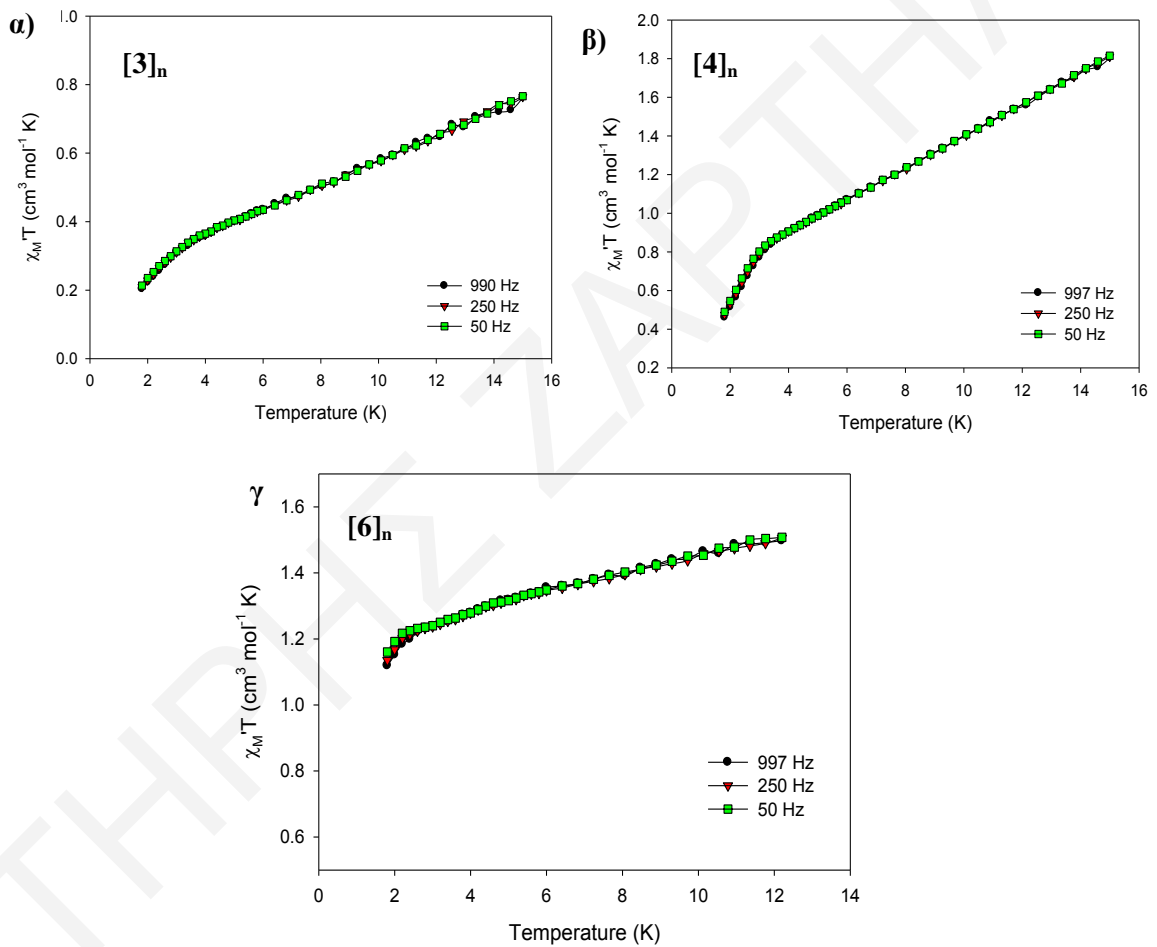 α)
[3]ₙ
χM'T (cm³ mol⁻¹ K)
1.0
0.8
0.6
0.4
0.2
0.0
990 Hz
250 Hz
50 Hz
0 2 4 6 8 10 12 14 16
Temperature (K)
β)
[4]ₙ
χM'T (cm³ mol⁻¹ K)
2.0
1.8
1.6
1.4
1.2
1.0
0.8
0.6
0.4
0.2
997 Hz
250 Hz
50 Hz
0 2 4 6 8 10 12 14 16
Temperature (K)
γ
[6]ₙ
χM'T (cm³ mol⁻¹ K)
1.6
1.4
1.2
1.0
0.8
0.6
997 Hz
250 Hz
50 Hz
0 2 4 6 8 10 12 14
Temperature (K)
ΤΗΡΗΣ ΖΑΡΤΗ